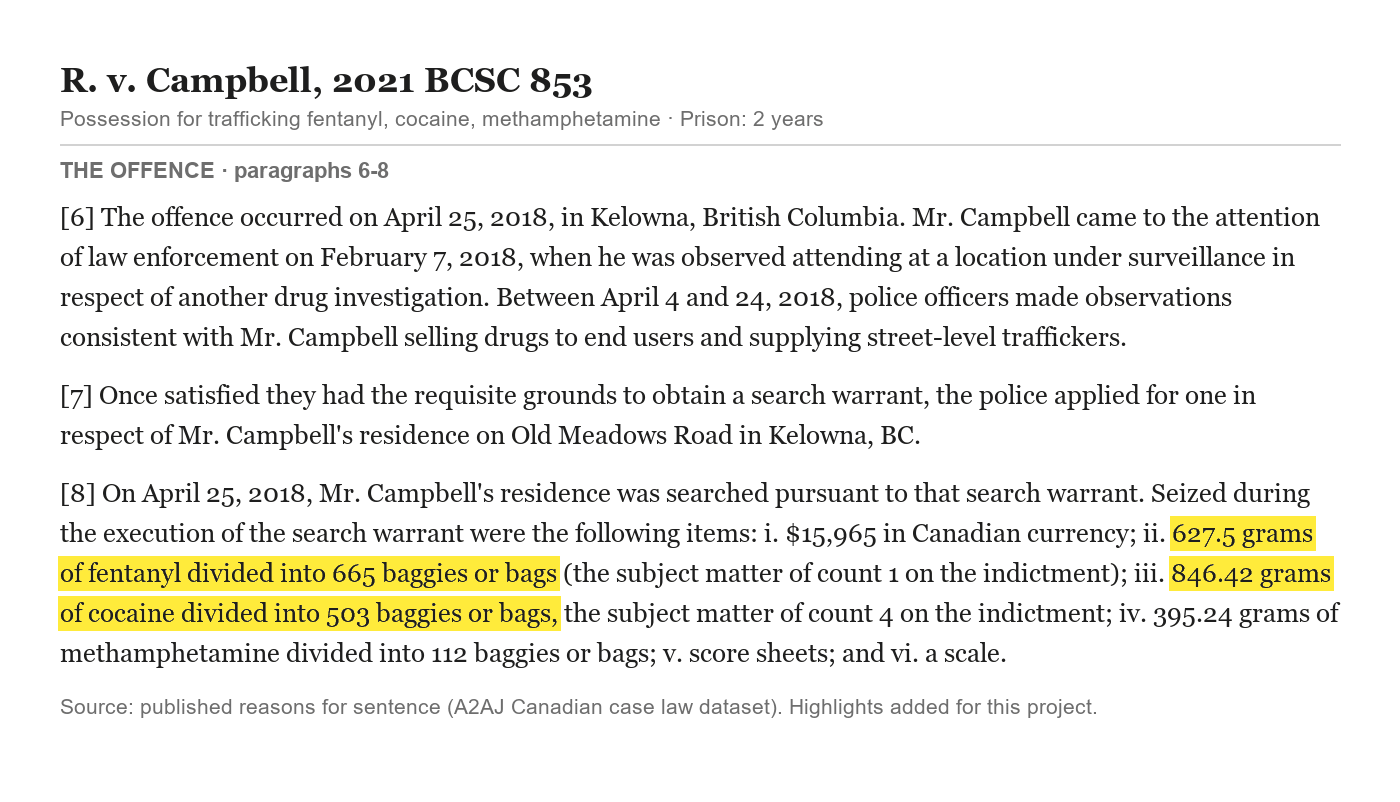 R. v. Campbell, 2021 BCSC 853
Possession for trafficking fentanyl, cocaine, methamphetamine · Prison: 2 years
THE OFFENCE · paragraphs 6-8
[6] The offence occurred on April 25, 2018, in Kelowna, British Columbia. Mr. Campbell came to the attention
of law enforcement on February 7, 2018, when he was observed attending at a location under surveillance in
respect of another drug investigation. Between April 4 and 24, 2018, police officers made observations
consistent with Mr. Campbell selling drugs to end users and supplying street-level traffickers.
[7] Once satisfied they had the requisite grounds to obtain a search warrant, the police applied for one in
respect of Mr. Campbell's residence on Old Meadows Road in Kelowna, BC.
[8] On April 25, 2018, Mr. Campbell's residence was searched pursuant to that search warrant. Seized during
the execution of the search warrant were the following items: i. $15,965 in Canadian currency; ii. 627.5 grams
of fentanyl divided into 665 baggies or bags (the subject matter of count 1 on the indictment); iii. 846.42 grams
of cocaine divided into 503 baggies or bags, the subject matter of count 4 on the indictment; iv. 395.24 grams of
methamphetamine divided into 112 baggies or bags; v. score sheets; and vi. a scale.
Source: published reasons for sentence (A2AJ Canadian case law dataset). Highlights added for this project.